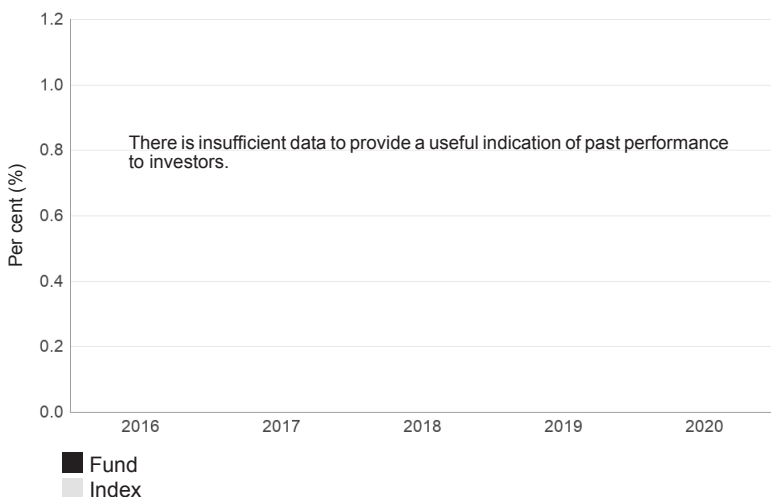 1.2
1.0
There is insufficient data to provide a useful indication of past performance
0.8
to investors.
Per cent (%)
0.6
0.4
0.2
0.0
2016 2017 2018 2019 2020
Fund
Index